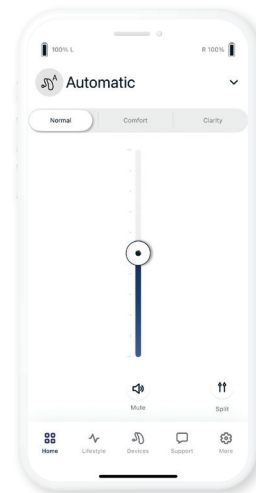 100% L R 100%
A Automatic
Normal Comfort Clarity
Mute Split
Home Lifestyle Devices Support More